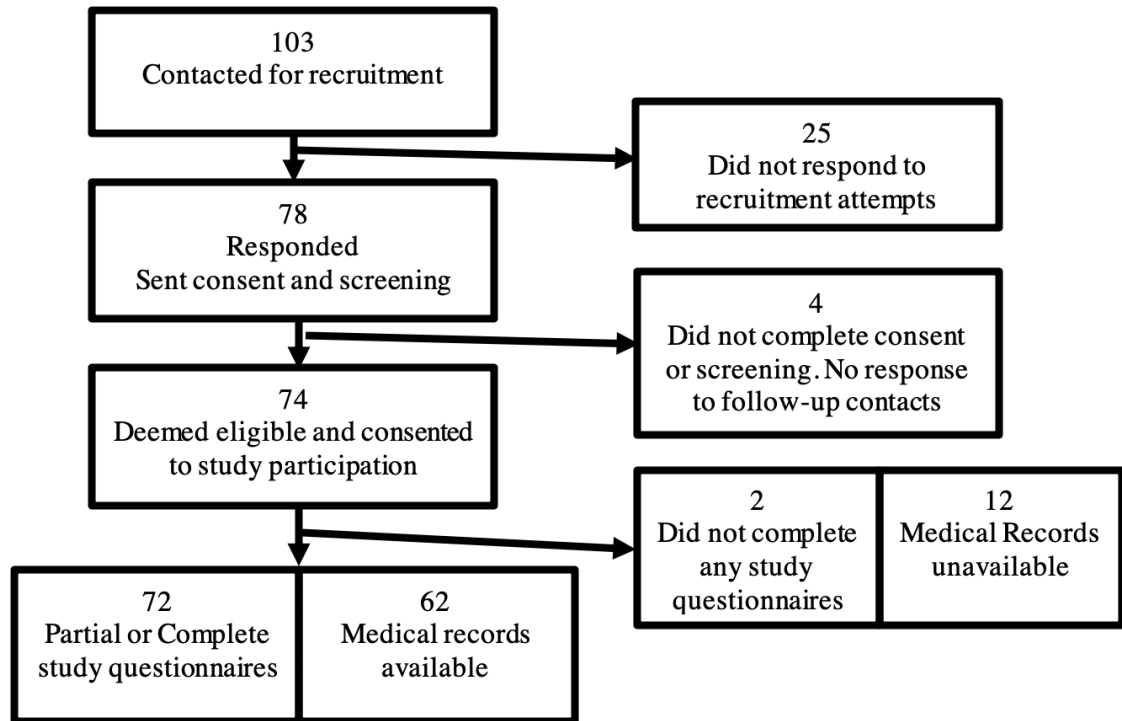 103
Contacted for recruitment
25
Did not respond to
recruitment attempts
78
Responded
Sent consent and screening
4
Did not complete consent
or screening. No response
to follow-up contacts
74
Deemed eligible and consented
to study participation
2
Did not complete
any study
questionnaires
12
Medical Records
unavailable
72
Partial or Complete
study questionnaires
62
Medical records
available